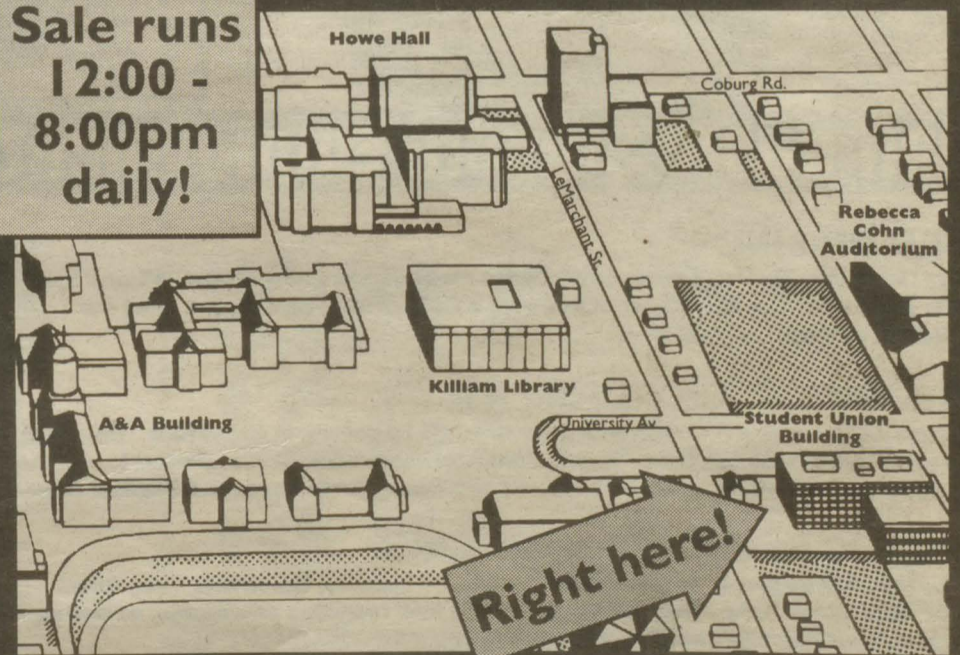 Sale runs
12:00 -
8:00pm
daily!
Howe Hall
Coburg Rd.
LeMarchant Sr.
Rebecca
Cohn
Auditorium
Killiam Library
A&A Building
University Av
Student Union
Building
Right here!